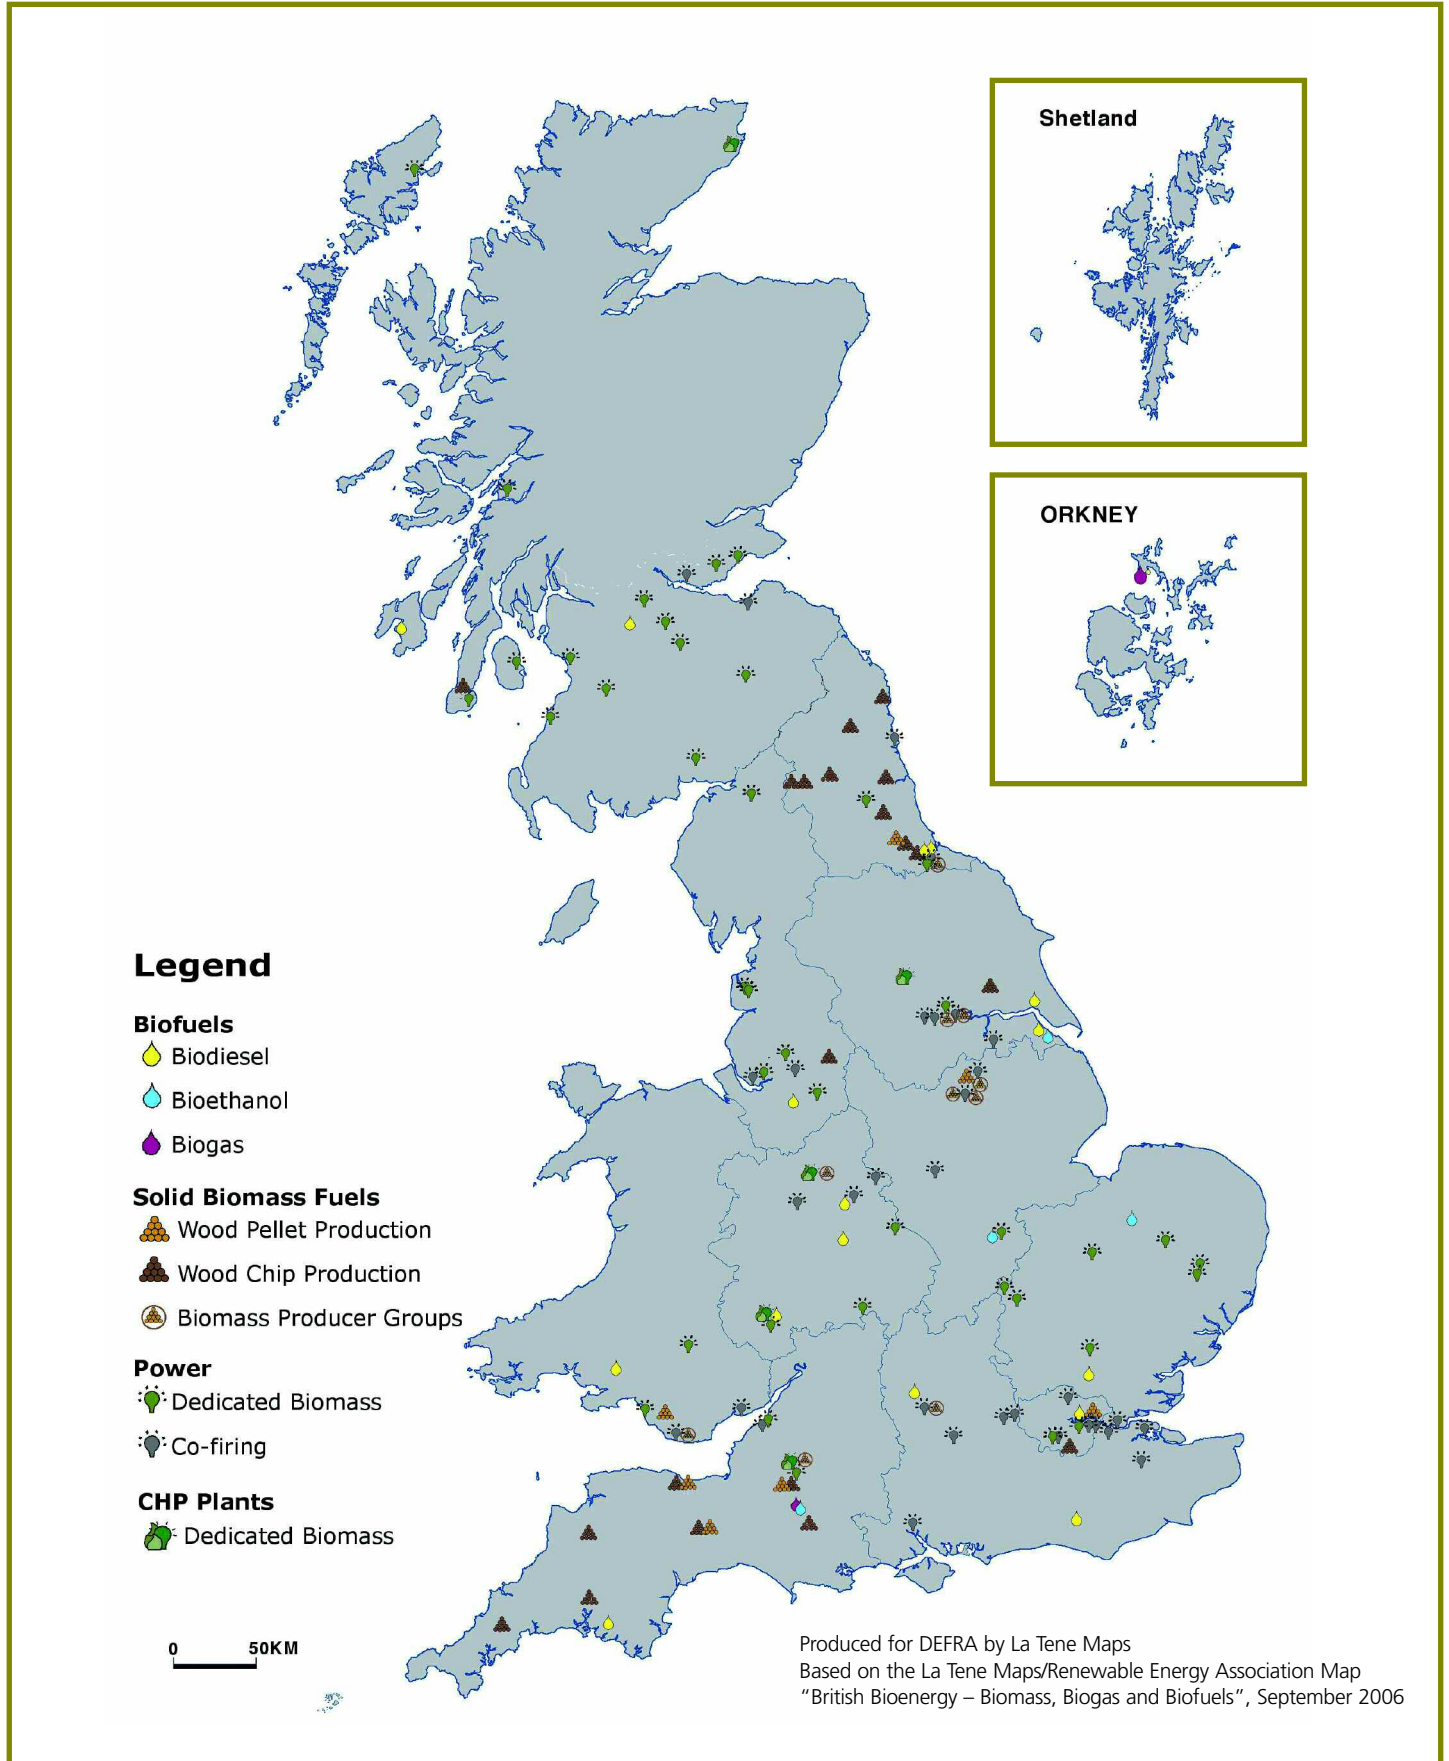 Shetland
ORKNEY
Legend
Biofuels
Biodiesel
Bioethanol
Biogas
Solid Biomass Fuels
Wood Pellet Production
Wood Chip Production
Biomass Producer Groups
Power
Dedicated Biomass
Co-firing
CHP Plants
Dedicated Biomass
0 50KM
Produced for DEFRA by La Tene Maps
Based on the La Tene Maps/Renewable Energy Association Map
“British Bioenergy – Biomass, Biogas and Biofuels”, September 2006